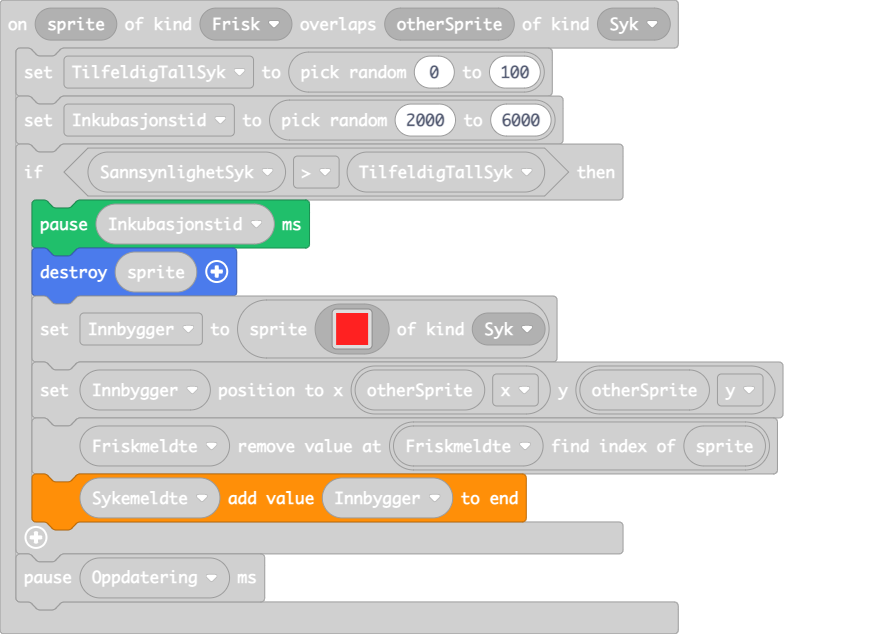 on sprite of kind Frisk overlaps otherSprite of kind Syk
set TilfeldigTallSyk to pick random 0 to 100
set Inkubasjonstid to pick random 2000 to 6000
if SannsynlighetSyk > TilfeldigTallSyk then
pause Inkubasjonstid ms
destroy sprite
set Innbygger to sprite of kind Syk
set Innbygger position to x otherSprite x y otherSprite y
Friskmeldte remove value at Friskmeldte find index of sprite
Sykemeldte add value Innbygger to end
pause Oppdatering ms